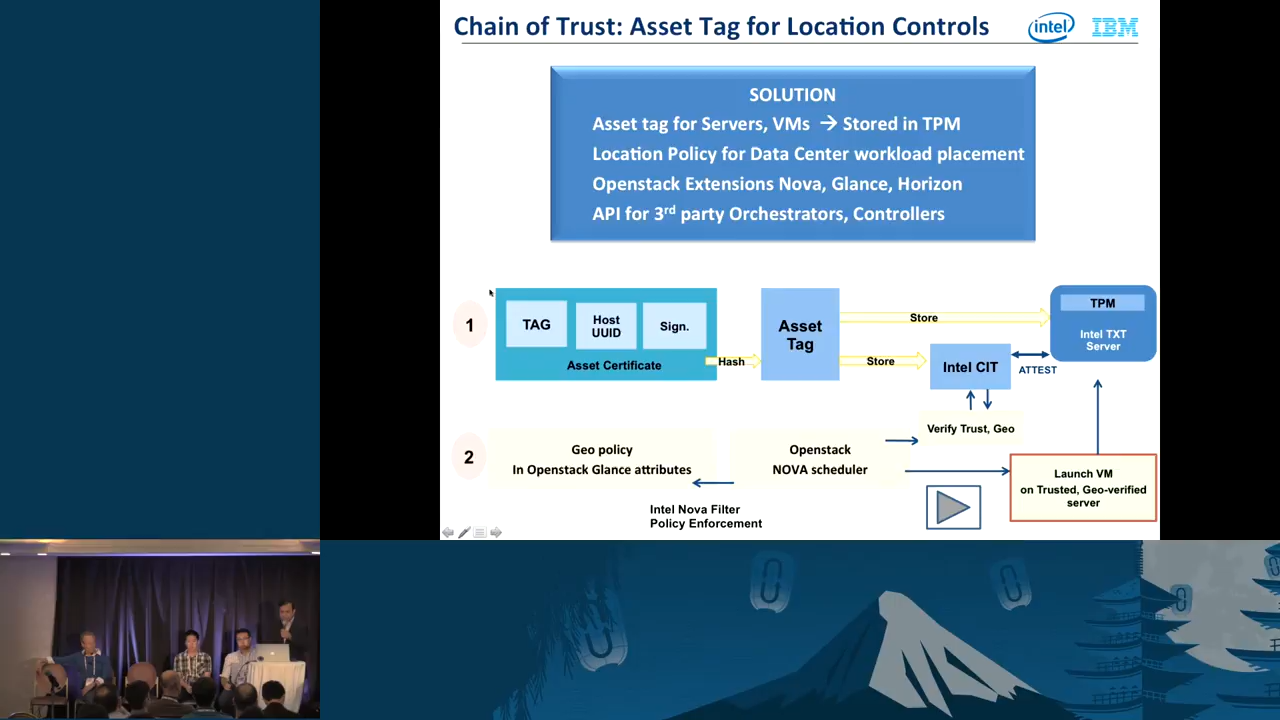 Chain of Trust: Asset Tag for Location Controls
intel
IBM
SOLUTION
Asset tag for Servers, VMs → Stored in TPM
Location Policy for Data Center workload placement
Openstack Extensions Nova, Glance, Horizon
API for 3rd party Orchestrators, Controllers
1
TAG
Host
UUID
Sign.
Asset Certificate
Hash
Asset
Tag
Store
Store
TPM
Intel TXT
Server
Intel CIT
ATTEST
Verify Trust, Geo
2
Geo policy
In Openstack Glance attributes
Openstack
NOVA scheduler
Launch VM
on Trusted, Geo-verified
server
Intel Nova Filter
Policy Enforcement